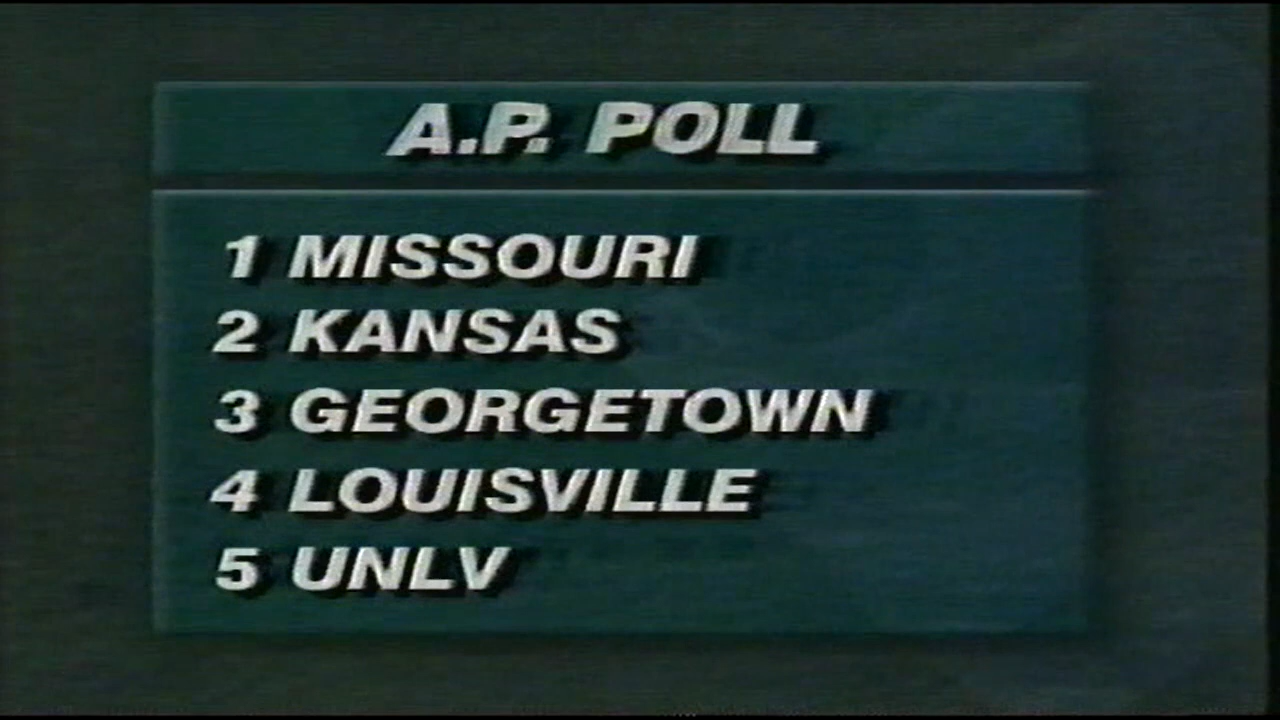 A.P. POLL
1 MISSOURI
2 KANSAS
3 GEORGETOWN
4 LOUISVILLE
5 UNLV